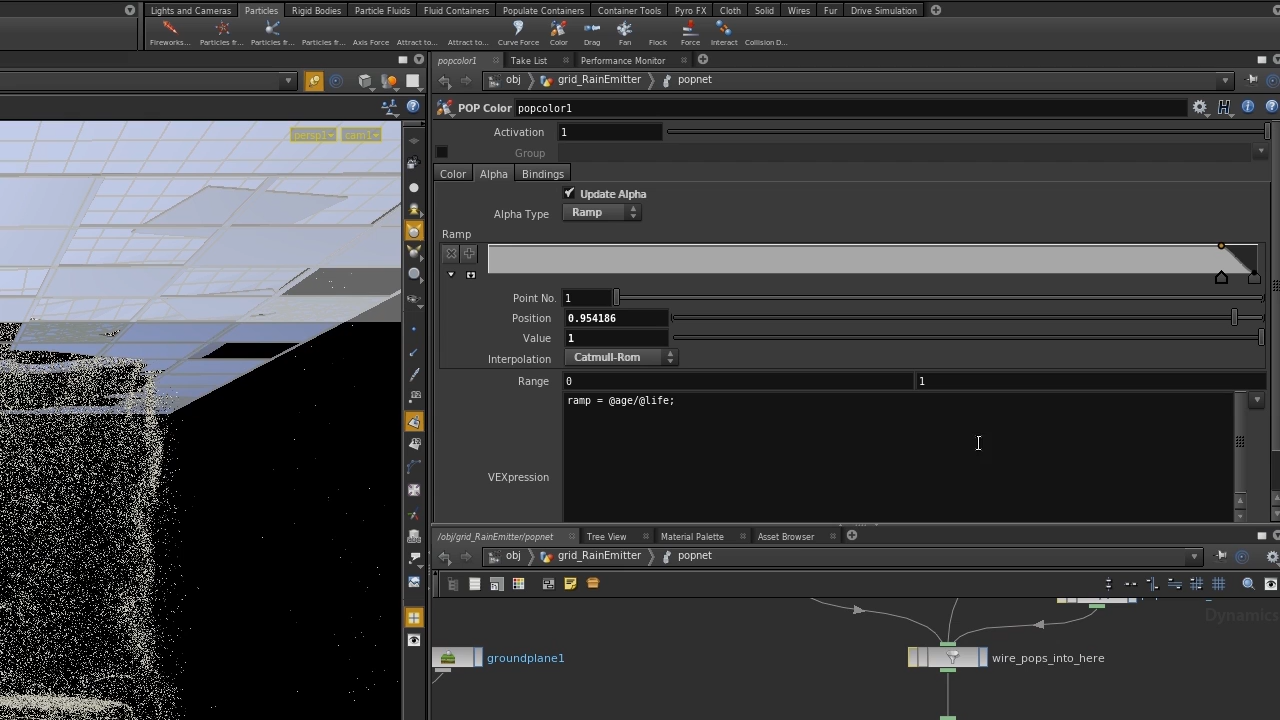 Lights and Cameras Particles Rigid Bodies Particle Fluids Fluid Containers Populate Containers Container Tools Pyro FX Cloth Solid Wires Fur Drive Simulation
Fireworks... Particles fr... Particles fr... Particles fr... Axis Force Attract to... Attract to... Curve Force Color Drag Fan Flock Force Interact Collision D...
popcolor1 Take List Performance Monitor
obj grid_RainEmitter popnet
POP Color popcolor1
persp1 cam1
Activation 1
Group
Color Alpha Bindings
Update Alpha
Alpha Type Ramp
Ramp
Point No. 1
Position 0.954186
Value 1
Interpolation Catmull-Rom
Range 0 1
ramp = @age/@life;
VEXpression
/obj/grid_RainEmitter/popnet Tree View Material Palette Asset Browser
obj grid_RainEmitter popnet
Dynamics
groundplane1
wire_pops_into_here